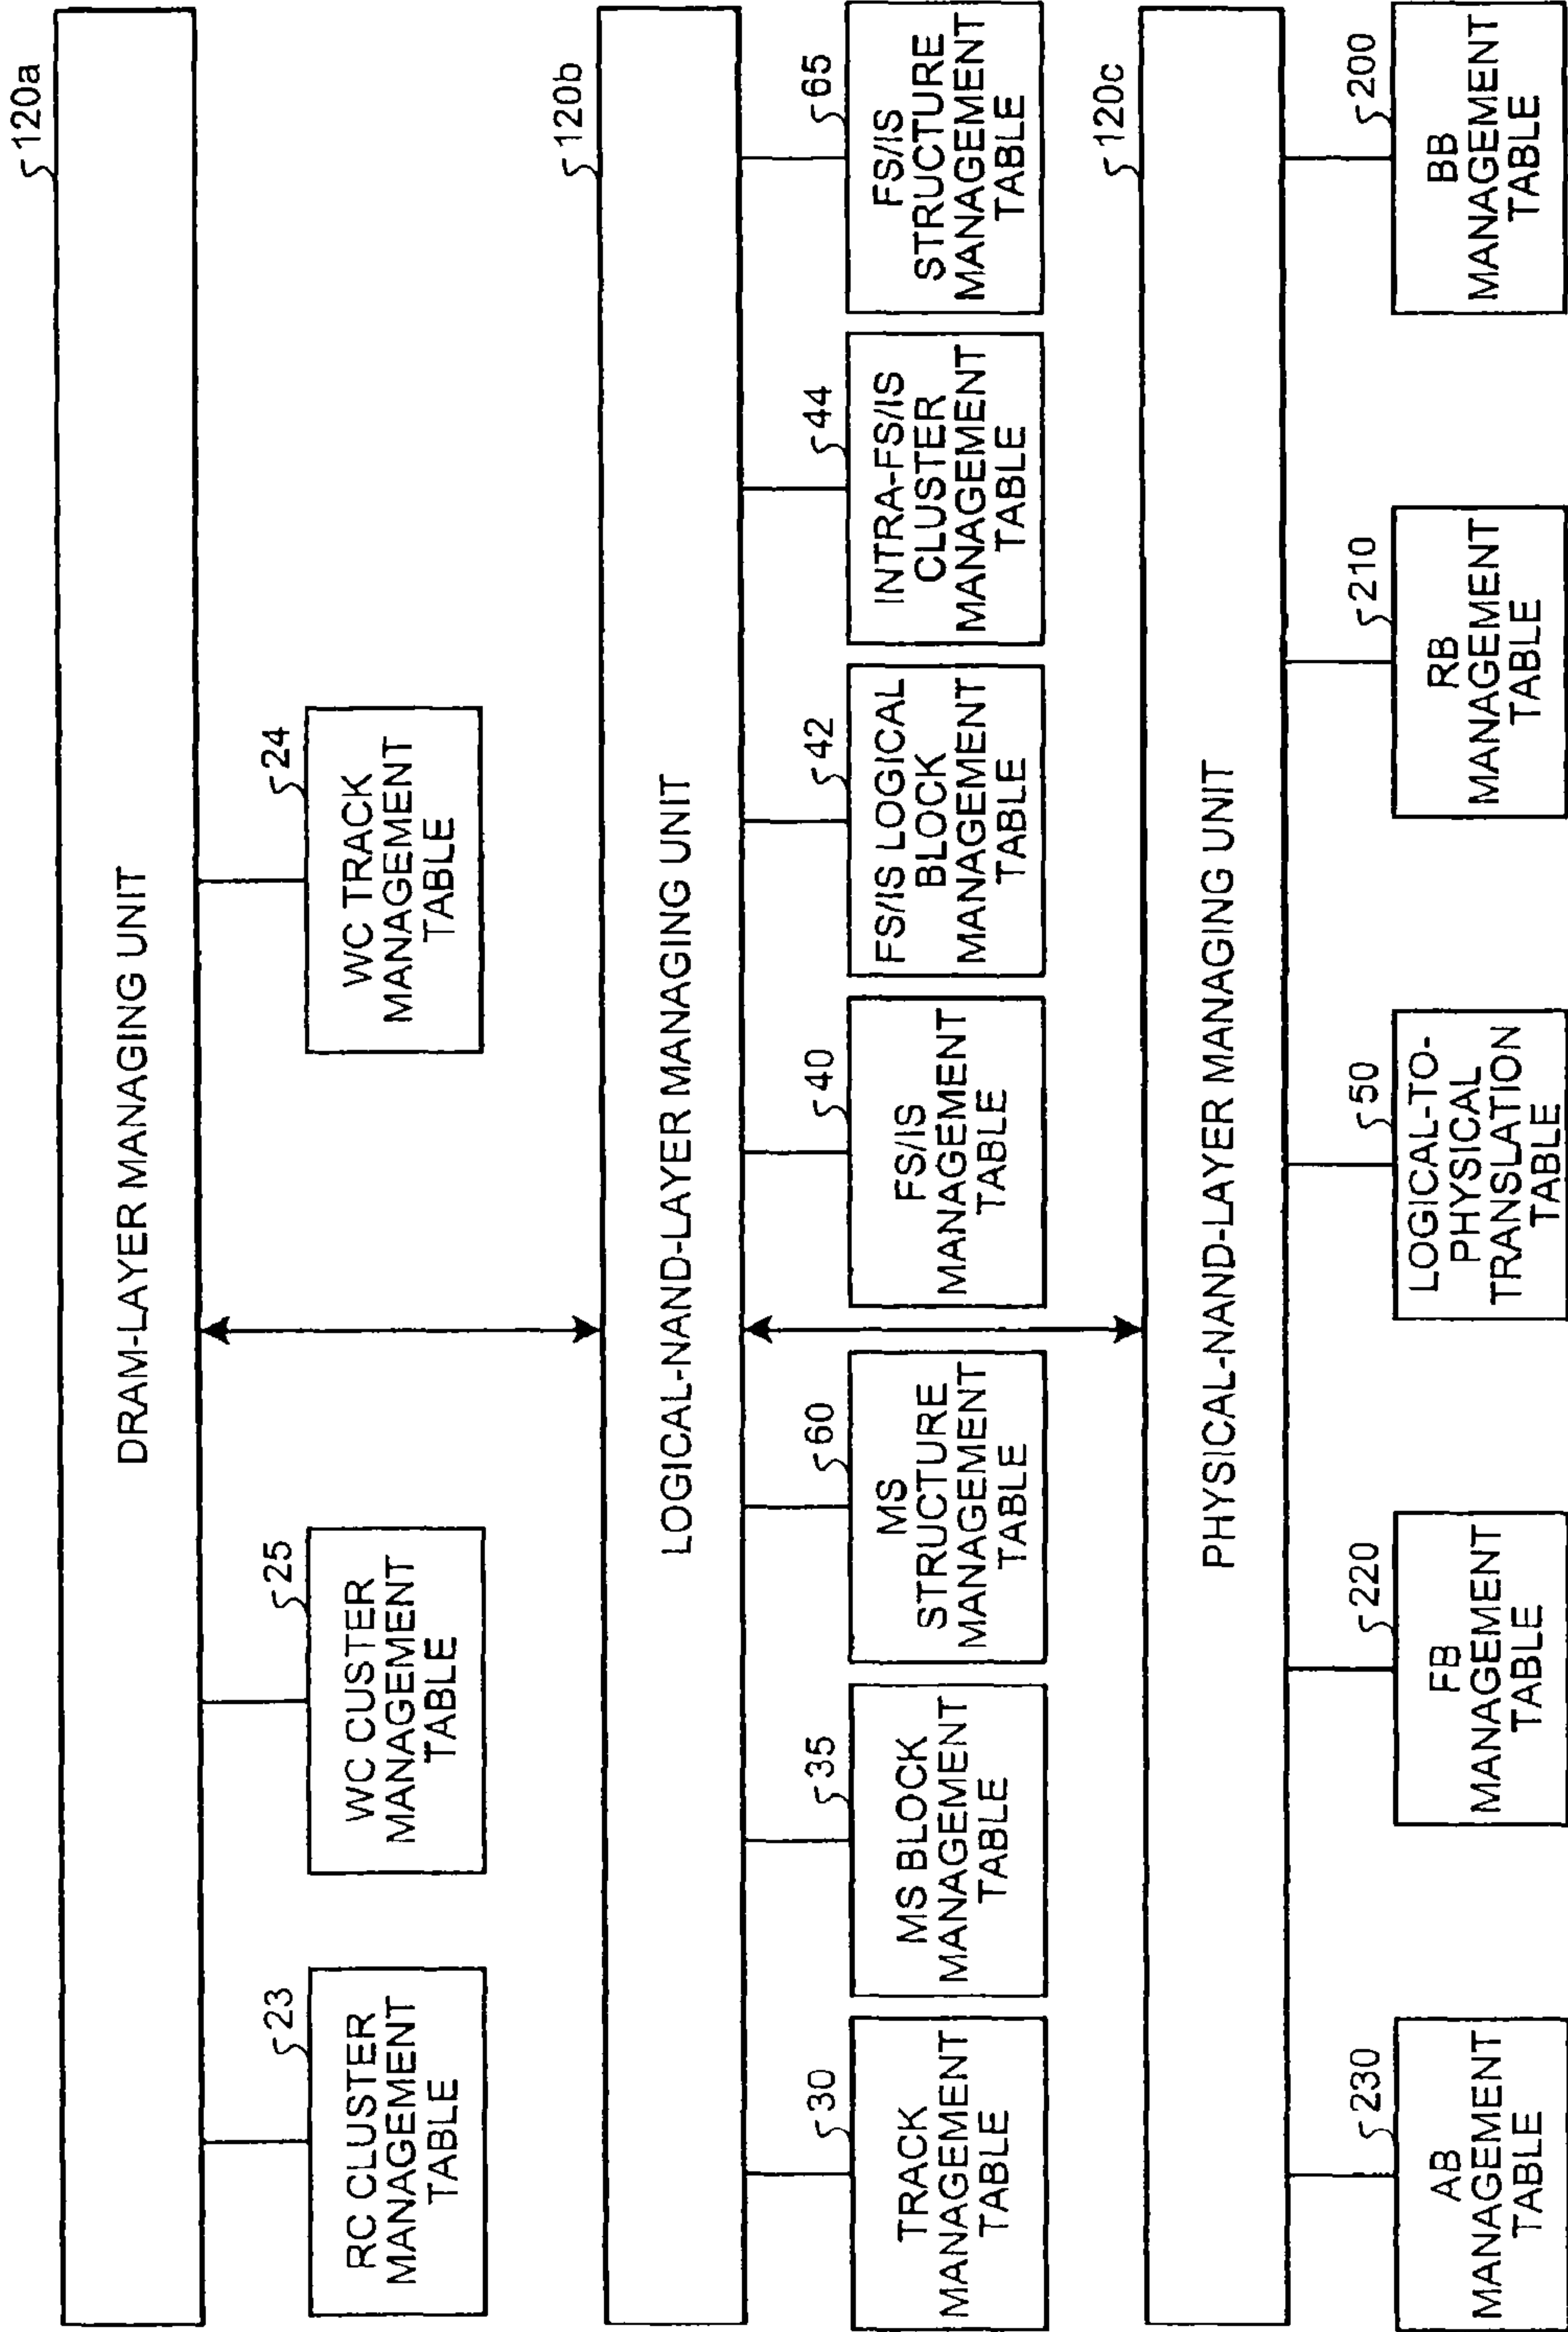 120a
DRAM-LAYER MANAGING UNIT
23
RC CLUSTER
MANAGEMENT
TABLE
25
WC CUSTER
MANAGEMENT
TABLE
24
WC TRACK
MANAGEMENT
TABLE
120b
LOGICAL-NAND-LAYER MANAGING UNIT
30
TRACK
MANAGEMENT
TABLE
35
MS BLOCK
MANAGEMENT
TABLE
60
MS
STRUCTURE
MANAGEMENT
TABLE
40
FS/IS
MANAGEMENT
TABLE
42
FS/IS LOGICAL
BLOCK
MANAGEMENT
TABLE
44
INTRA-FS/IS
CLUSTER
MANAGEMENT
TABLE
65
FS/IS
STRUCTURE
MANAGEMENT
TABLE
120c
PHYSICAL-NAND-LAYER MANAGING UNIT
230
AB
MANAGEMENT
TABLE
220
FB
MANAGEMENT
TABLE
50
LOGICAL-TO-
PHYSICAL
TRANSLATION
TABLE
210
RB
MANAGEMENT
TABLE
200
BB
MANAGEMENT
TABLE